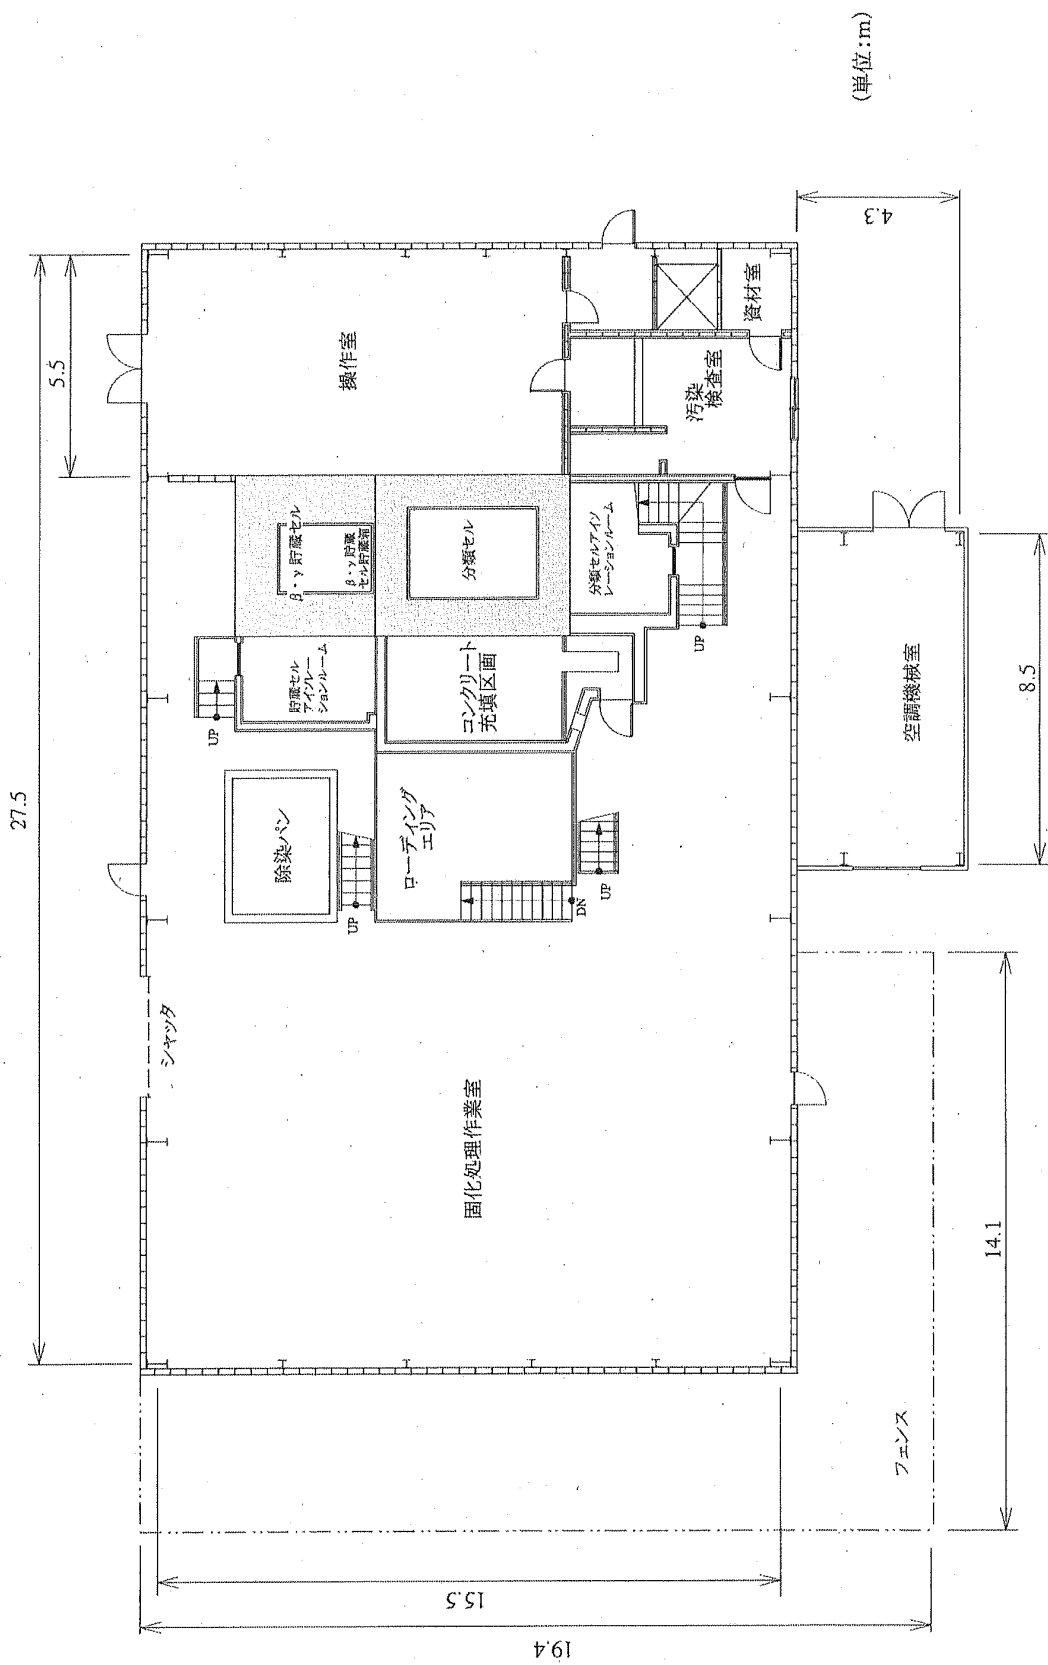 (単位:m)
27.5
5.5
4.3
操作室
資材室
汚染
検査室
β・γ 貯蔵セル
β・γ 貯蔵
セル貯蔵箱
分類セル
分類セルアイソ
レーションルーム
UP
貯蔵セル
アイソレー
ションルーム
UP
コンクリート
充填区画
空調機械室
8.5
除染パン
UP
ローディング
エリア
DN
UP
シャッタ
固化処理作業室
14.1
フェンス
15.5
19.4